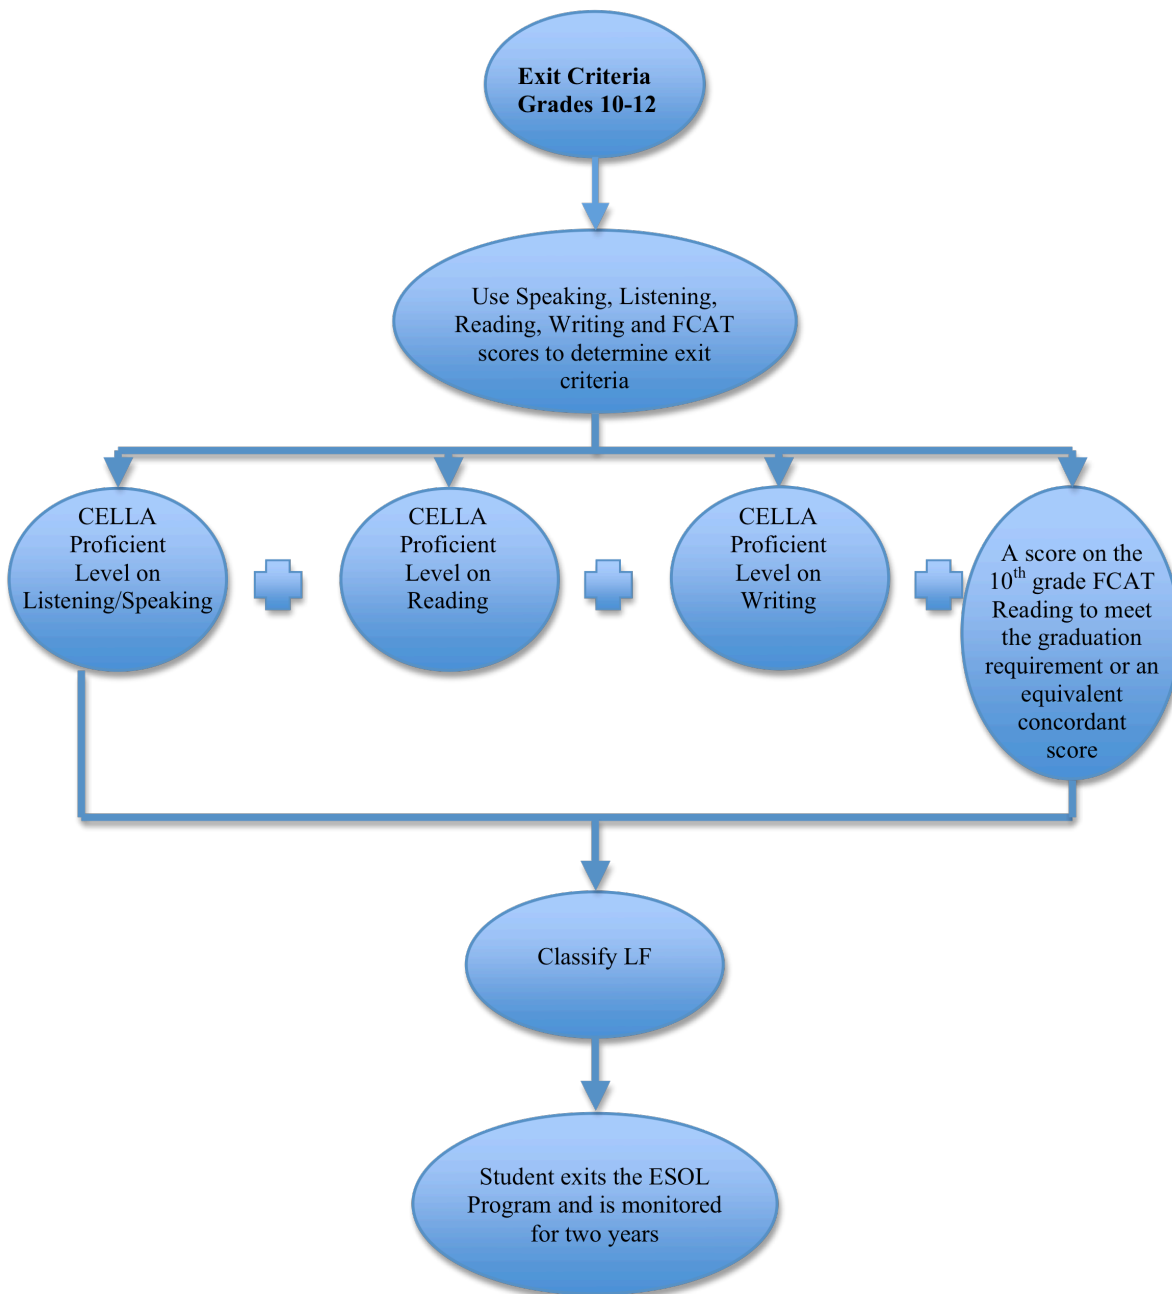 Exit Criteria
Grades 10-12
Use Speaking, Listening,
Reading, Writing and FCAT
scores to determine exit
criteria
CELLA
Proficient
Level on
Listening/Speaking
CELLA
Proficient
Level on
Reading
CELLA
Proficient
Level on
Writing
A score on the
10th grade FCAT
Reading to meet
the graduation
requirement or an
equivalent
concordant
score
Classify LF
Student exits the ESOL
Program and is monitored
for two years